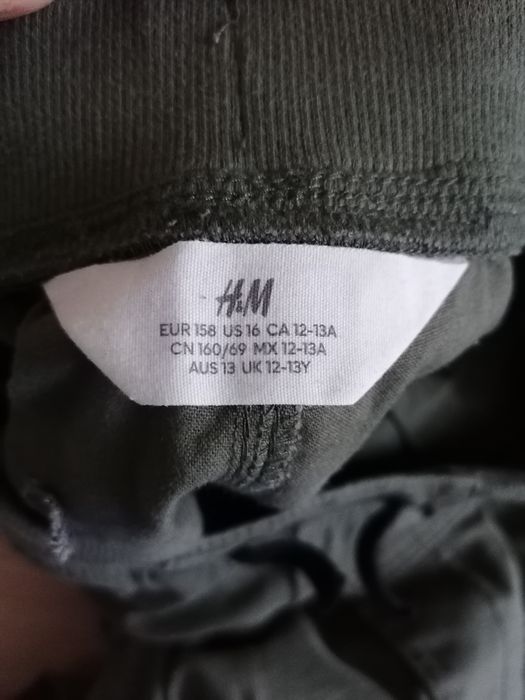 H&M
EUR 158 US 16 CA 12-13A
CN 160/69 MX 12-13A
AUS 13 UK 12-13Y